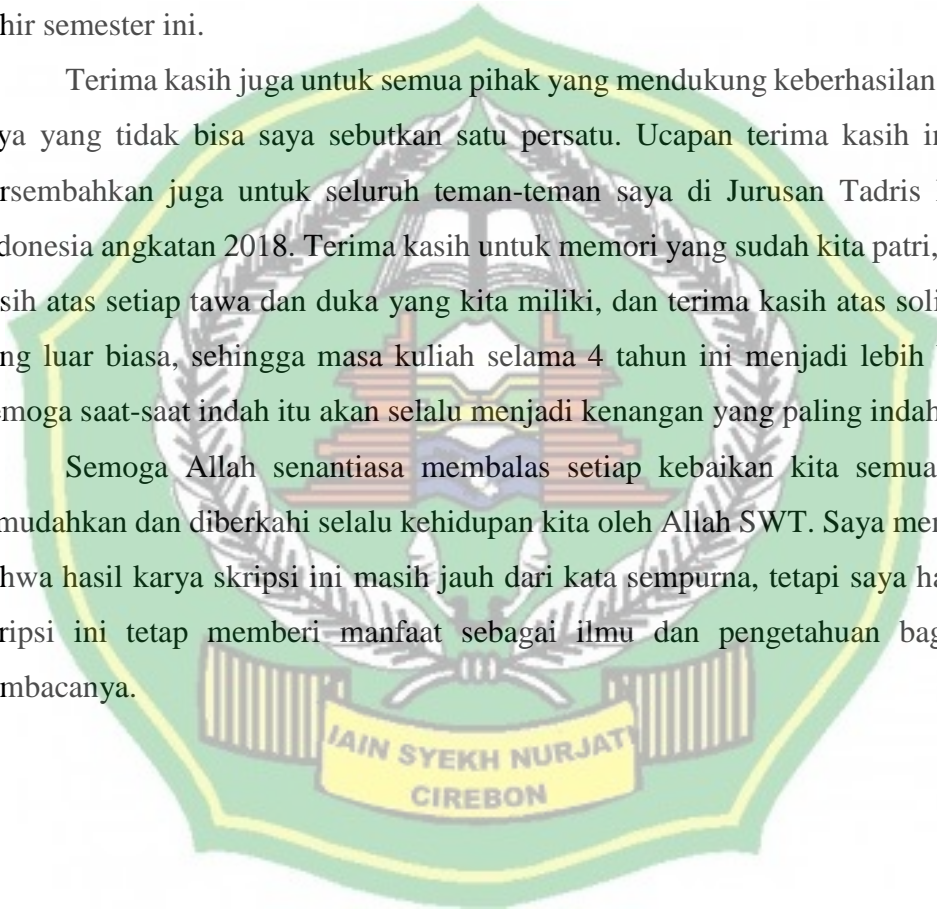 hir semester ini.
Terima kasih juga untuk semua pihak yang mendukung keberhasilan
ya yang tidak bisa saya sebutkan satu persatu. Ucapan terima kasih in
rsembahkan juga untuk seluruh teman-teman saya di Jurusan Tadris
donesia angkatan 2018. Terima kasih untuk memori yang sudah kita patri,
sih atas setiap tawa dan duka yang kita miliki, dan terima kasih atas soli
ng luar biasa, sehingga masa kuliah selama 4 tahun ini menjadi lebih
moga saat-saat indah itu akan selalu menjadi kenangan yang paling indah
Semoga Allah senantiasa membalas setiap kebaikan kita semua
mudahkan dan diberkahi selalu kehidupan kita oleh Allah SWT. Saya men
hwa hasil karya skripsi ini masih jauh dari kata sempurna, tetapi saya ha
ripsi ini tetap memberi manfaat sebagai ilmu dan pengetahuan bag
mbacanya.
IAIN SYEKH NURJATI
CIREBON